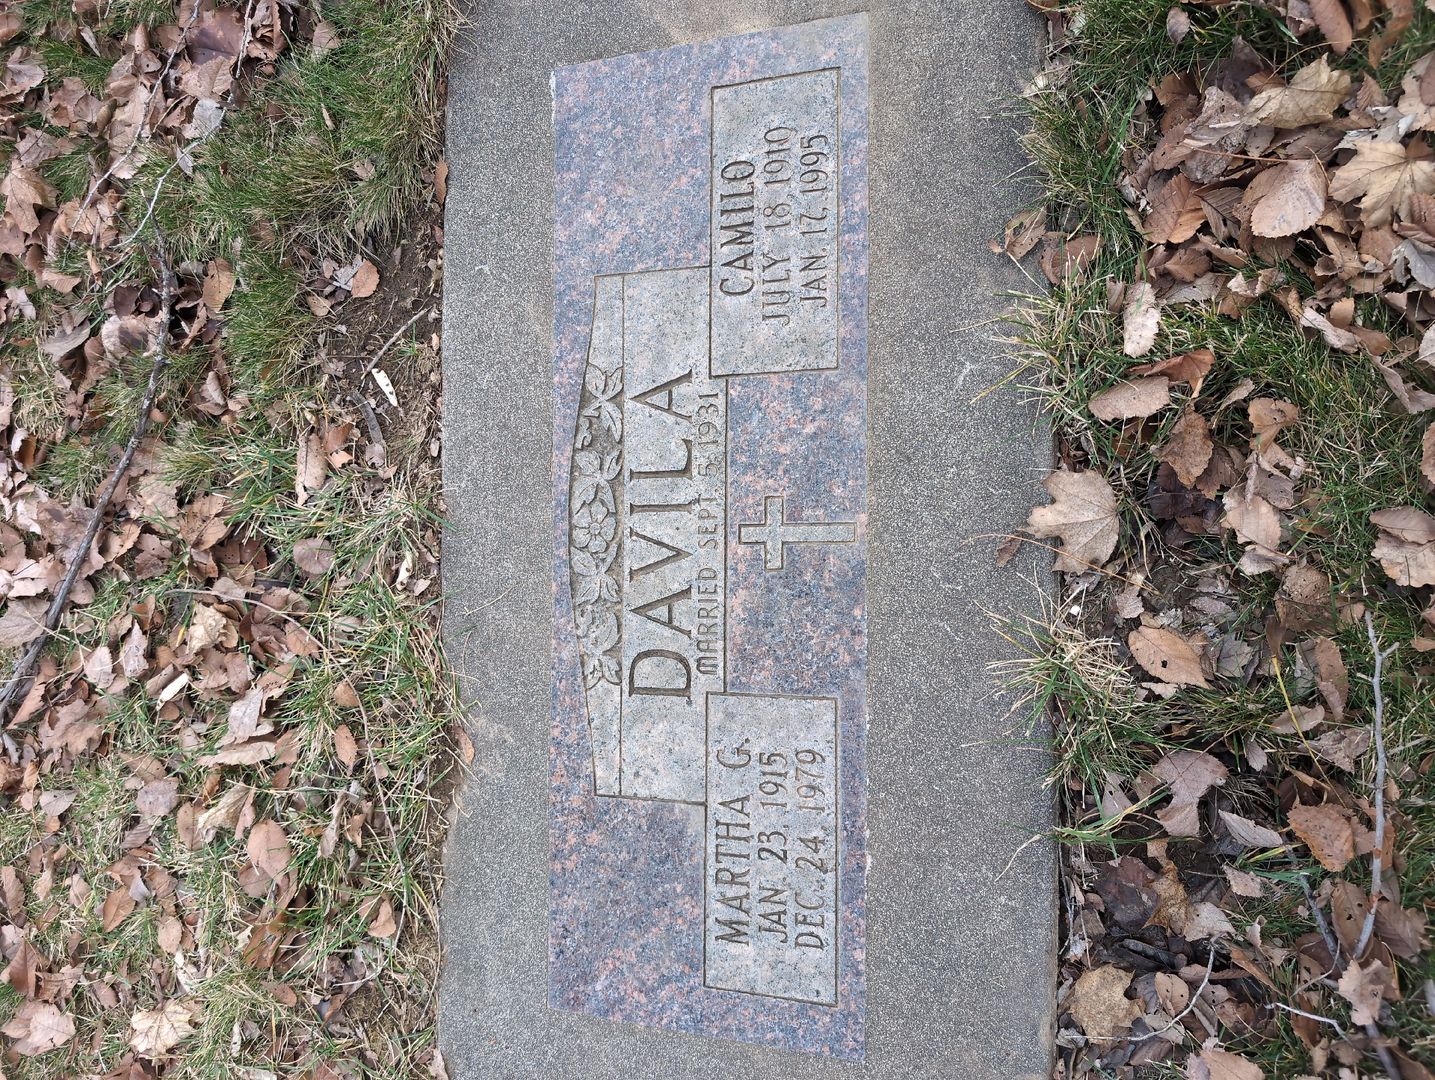 DAVILA
MARRIED SEPT. 5, 1931
MARTHA G.
JAN. 23, 1915
DEC. 24, 1979
CAMILO
JULY 18, 1910
JAN. 17, 1995